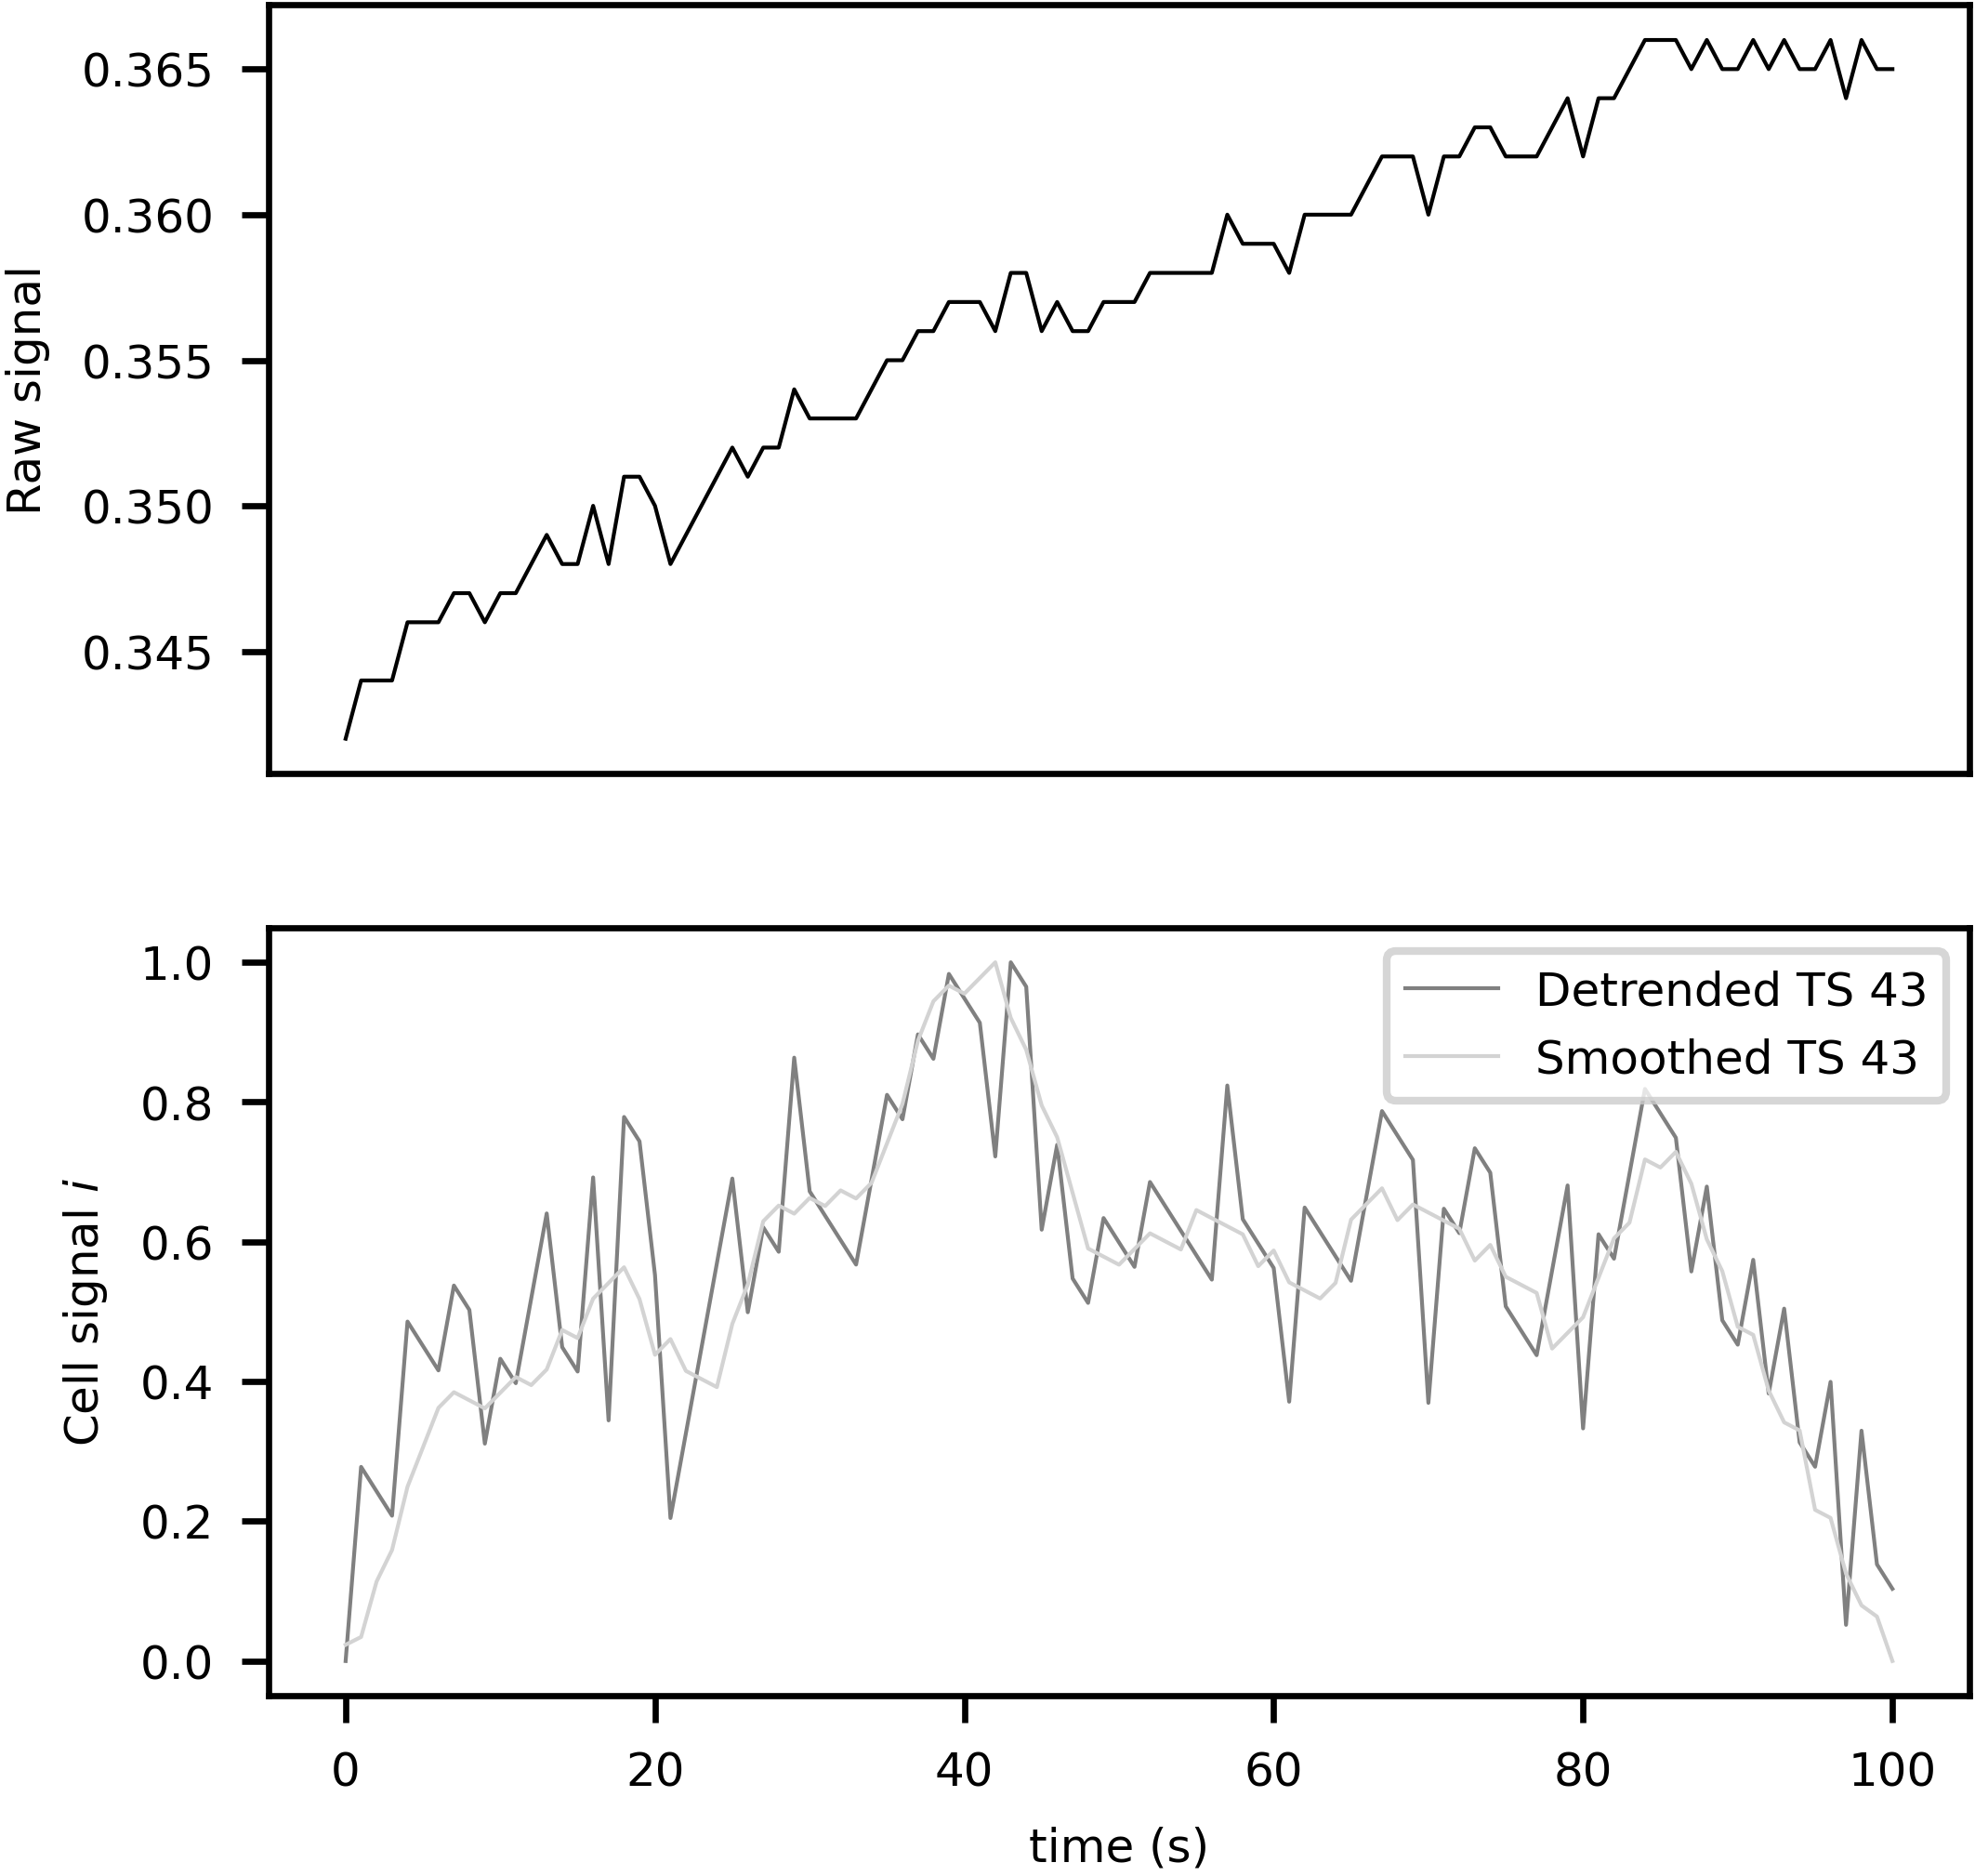 Raw signal
0.365
0.360
0.355
0.350
0.345
Cell signal i
1.0
0.8
0.6
0.4
0.2
0.0
Detrended TS 43
Smoothed TS 43
0 20 40 60 80 100
time (s)